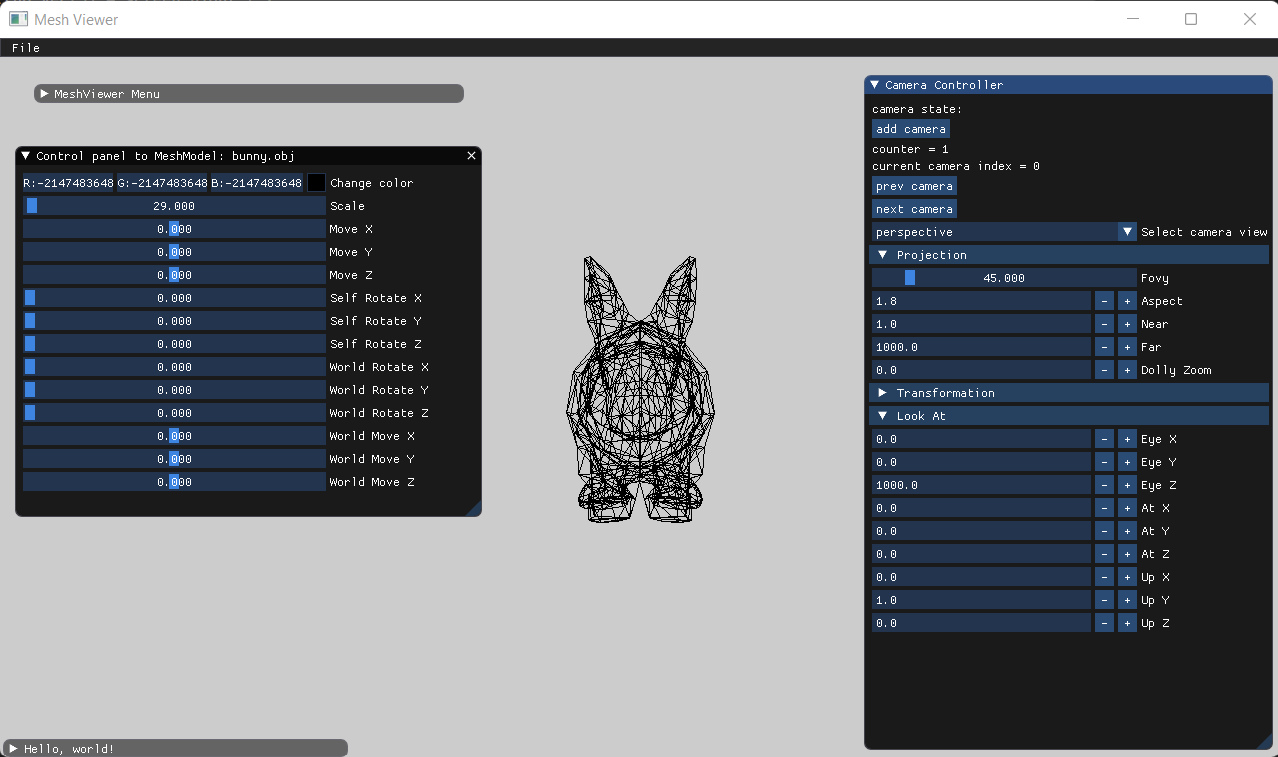 Mesh Viewer
File
MeshViewer Menu
Control panel to MeshModel: bunny.obj
R:-2147483648 G:-2147483648 B:-2147483648 Change color
29.000 Scale
0.000 Move X
0.000 Move Y
0.000 Move Z
0.000 Self Rotate X
0.000 Self Rotate Y
0.000 Self Rotate Z
0.000 World Rotate X
0.000 World Rotate Y
0.000 World Rotate Z
0.000 World Move X
0.000 World Move Y
0.000 World Move Z
Camera Controller
camera state:
add camera
counter = 1
current camera index = 0
prev camera
next camera
perspective Select camera view
Projection
45.000 Fovy
1.8 - + Aspect
1.0 - + Near
1000.0 - + Far
0.0 - + Dolly Zoom
Transformation
Look At
0.0 - + Eye X
0.0 - + Eye Y
1000.0 - + Eye Z
0.0 - + At X
0.0 - + At Y
0.0 - + At Z
0.0 - + Up X
1.0 - + Up Y
0.0 - + Up Z
Hello, world!